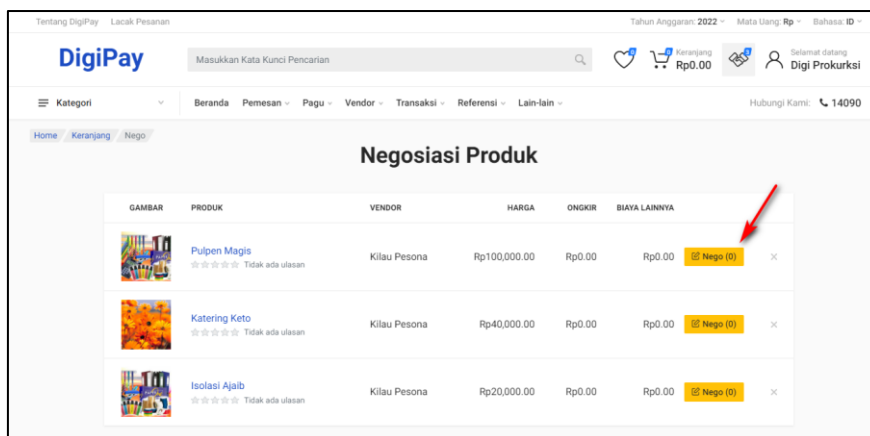 Tentang DigiPay Lacak Pesanan Tahun Anggaran: 2022 Mata Uang: Rp Bahasa: ID
DigiPay Masukkan Kata Kunci Pencarian 0 0 Keranjang Rp0.00 0 Selamat datang Digi Prokurksi
Kategori Beranda Pemesan Pagu Vendor Transaksi Referensi Lain-lain Hubungi Kami: 14090
Home Keranjang Nego
Negosiasi Produk
GAMBAR PRODUK VENDOR HARGA ONGKIR BIAYA LAINNYA
Pulpen Magis Kilau Pesona Rp100,000.00 Rp0.00 Rp0.00 Nego (0) ×
Tidak ada ulasan
Katering Keto Kilau Pesona Rp40,000.00 Rp0.00 Rp0.00 Nego (0) ×
Tidak ada ulasan
Isolasi Ajaib Kilau Pesona Rp20,000.00 Rp0.00 Rp0.00 Nego (0) ×
Tidak ada ulasan